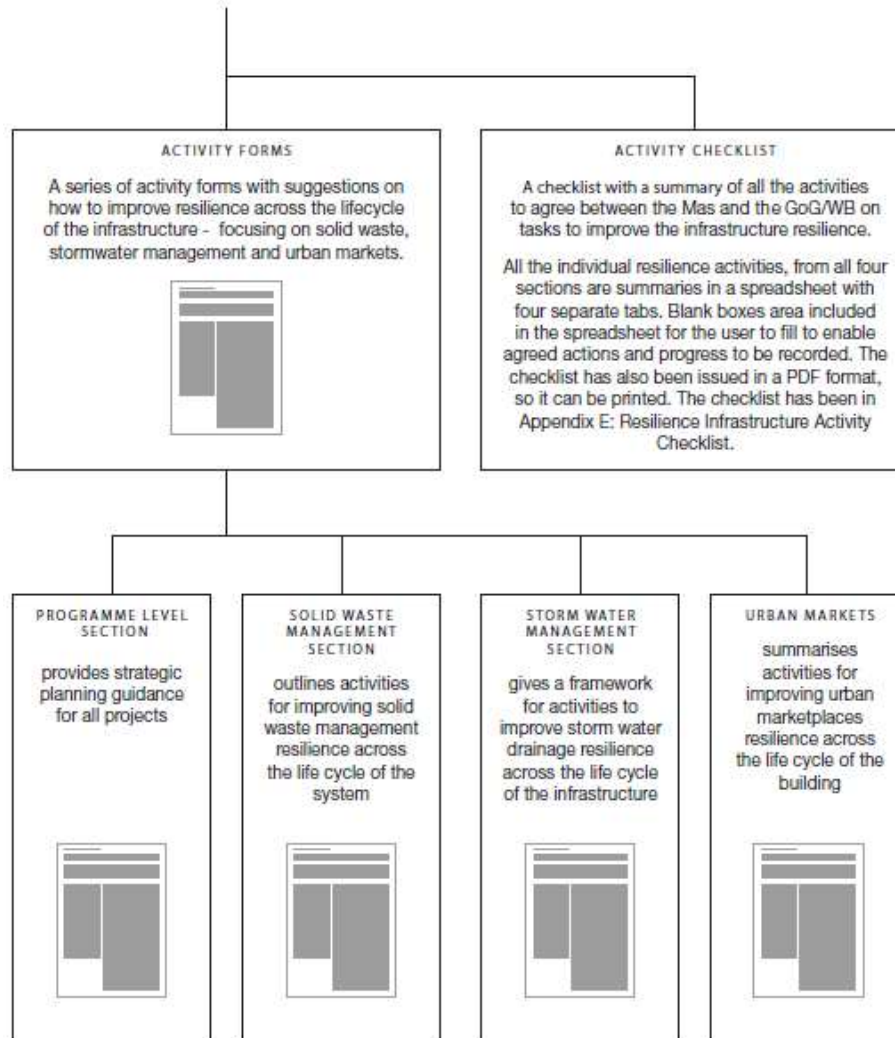 ACTIVITY FORMS
A series of activity forms with suggestions on
how to improve resilience across the lifecycle
of the infrastructure - focusing on solid waste,
stormwater management and urban markets.
ACTIVITY CHECKLIST
A checklist with a summary of all the activities
to agree between the Mas and the GoG/WB on
tasks to improve the infrastructure resilience.
All the individual resilience activities, from all four
sections are summaries in a spreadsheet with
four separate tabs. Blank boxes area included
in the spreadsheet for the user to fill to enable
agreed actions and progress to be recorded. The
checklist has also been issued in a PDF format,
so it can be printed. The checklist has been in
Appendix E: Resilience Infrastructure Activity
Checklist.
PROGRAMME LEVEL
SECTION
provides strategic
planning guidance
for all projects
SOLID WASTE
MANAGEMENT
SECTION
outlines activities
for improving solid
waste management
resilience across
the life cycle of the
system
STORM WATER
MANAGEMENT
SECTION
gives a framework
for activities to
improve storm water
drainage resilience
across the life cycle
of the infrastructure
URBAN MARKETS
summarises
activities for
improving urban
marketplaces
resilience across
the life cycle of the
building